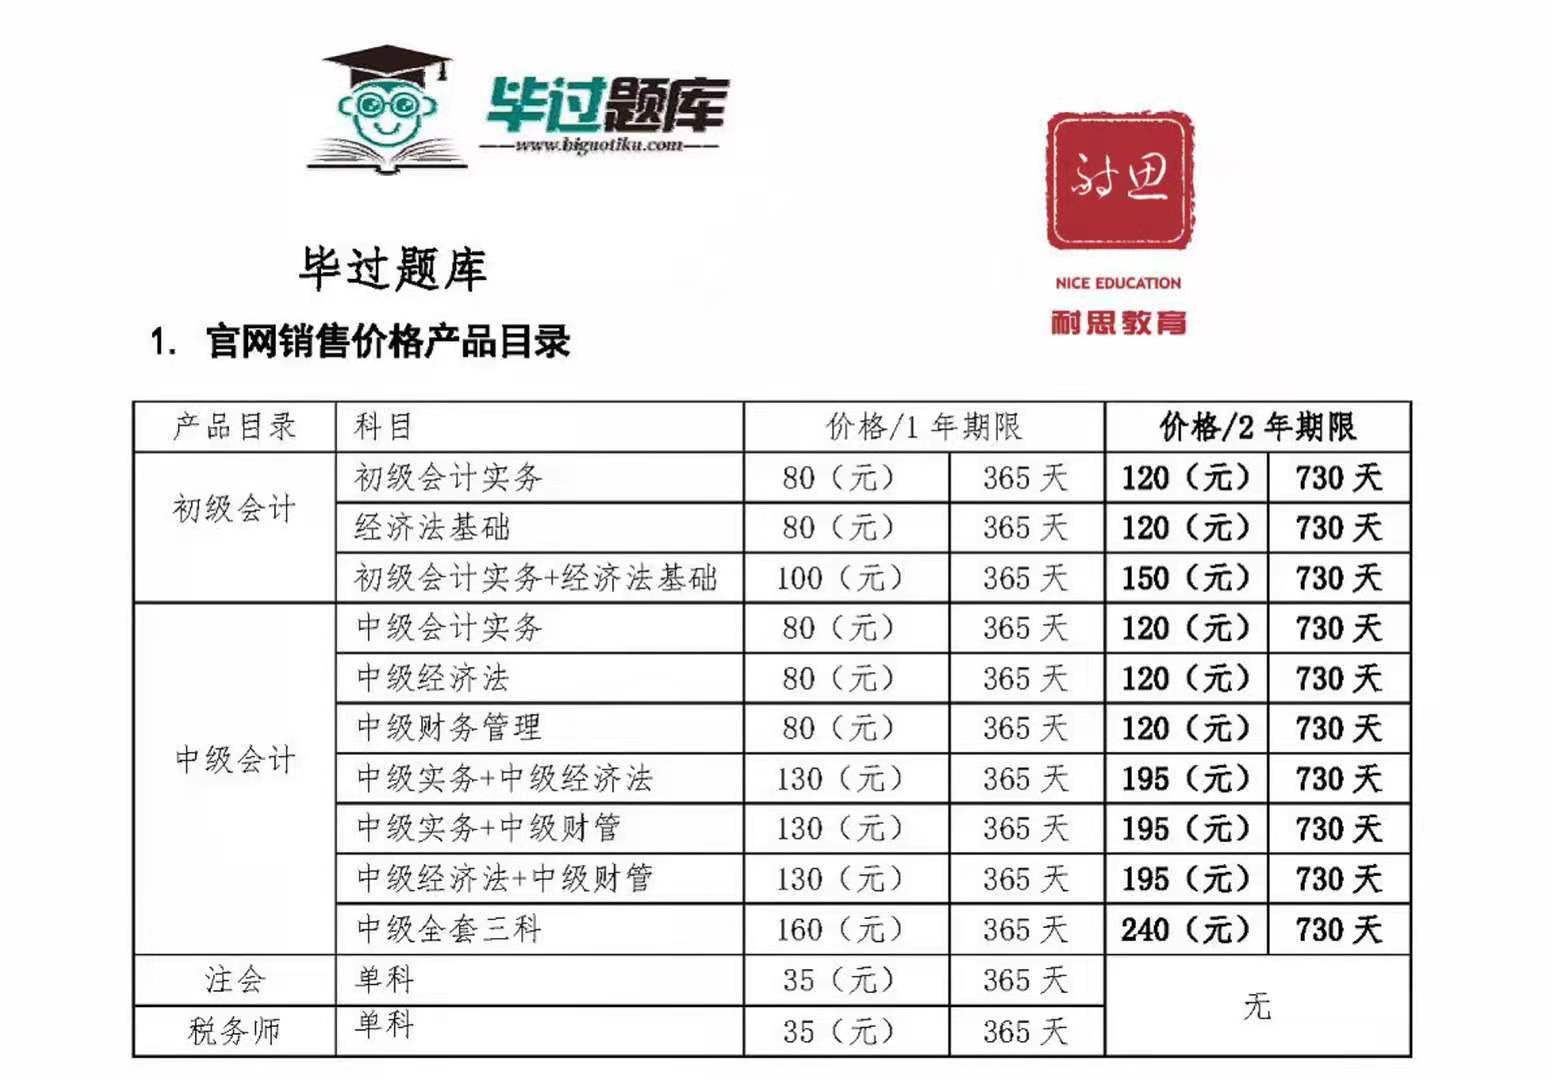 毕过题库
www.biguotiku.com
耐思
NICE EDUCATION
耐思教育
毕过题库
1. 官网销售价格产品目录
产品目录 科目 价格/1 年期限 价格/2 年期限
初级会计 初级会计实务 80（元） 365 天 120（元） 730 天
经济法基础 80（元） 365 天 120（元） 730 天
初级会计实务+经济法基础 100（元） 365 天 150（元） 730 天
中级会计 中级会计实务 80（元） 365 天 120（元） 730 天
中级经济法 80（元） 365 天 120（元） 730 天
中级财务管理 80（元） 365 天 120（元） 730 天
中级实务+中级经济法 130（元） 365 天 195（元） 730 天
中级实务+中级财管 130（元） 365 天 195（元） 730 天
中级经济法+中级财管 130（元） 365 天 195（元） 730 天
中级全套三科 160（元） 365 天 240（元） 730 天
注会 单科 35（元） 365 天 无
税务师 单科 35（元） 365 天